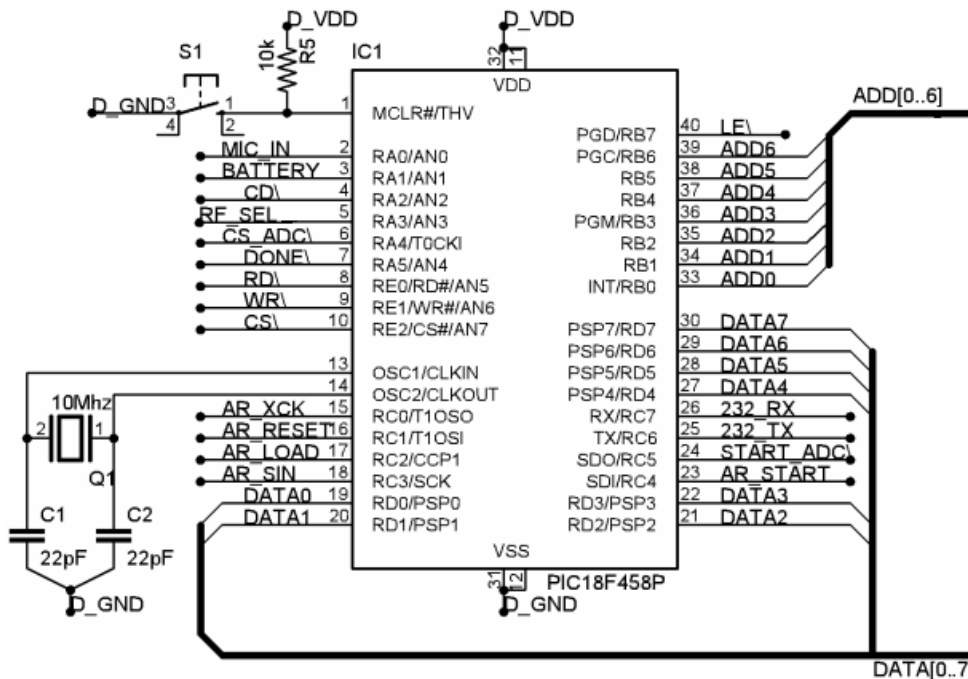 D_VDD
D_VDD
S1
10k
R5
IC1
32
11
VDD
ADD[0..6]
D_GND
3
1
4
2
1
MCLR#/THV
PGD/RB7
40
LE\
MIC_IN
2
RA0/AN0
PGC/RB6
39
ADD6
BATTERY
3
RA1/AN1
RB5
38
ADD5
CD\
4
RA2/AN2
RB4
37
ADD4
RF_SEL
5
RA3/AN3
PGM/RB3
36
ADD3
CS_ADC\
6
RA4/T0CKI
RB2
35
ADD2
DONE\
7
RA5/AN4
RB1
34
ADD1
RD\
8
RE0/RD#/AN5
INT/RB0
33
ADD0
WR\
9
RE1/WR#/AN6
CS\
10
RE2/CS#/AN7
PSP7/RD7
30
DATA7
PSP6/RD6
29
DATA6
13
OSC1/CLKIN
PSP5/RD5
28
DATA5
14
OSC2/CLKOUT
PSP4/RD4
27
DATA4
10Mhz
2
1
Q1
AR_XCK
15
RC0/T1OSO
RX/RC7
26
232_RX
AR_RESET
16
RC1/T1OSI
TX/RC6
25
232_TX
AR_LOAD
17
RC2/CCP1
SDO/RC5
24
START_ADC\
AR_SIN
18
RC3/SCK
SDI/RC4
23
AR_START
DATA0
19
RD0/PSP0
RD3/PSP3
22
DATA3
DATA1
20
RD1/PSP1
RD2/PSP2
21
DATA2
C1
C2
22pF
22pF
VSS
31
12
PIC18F458P
D_GND
D_GND
DATA[0..7